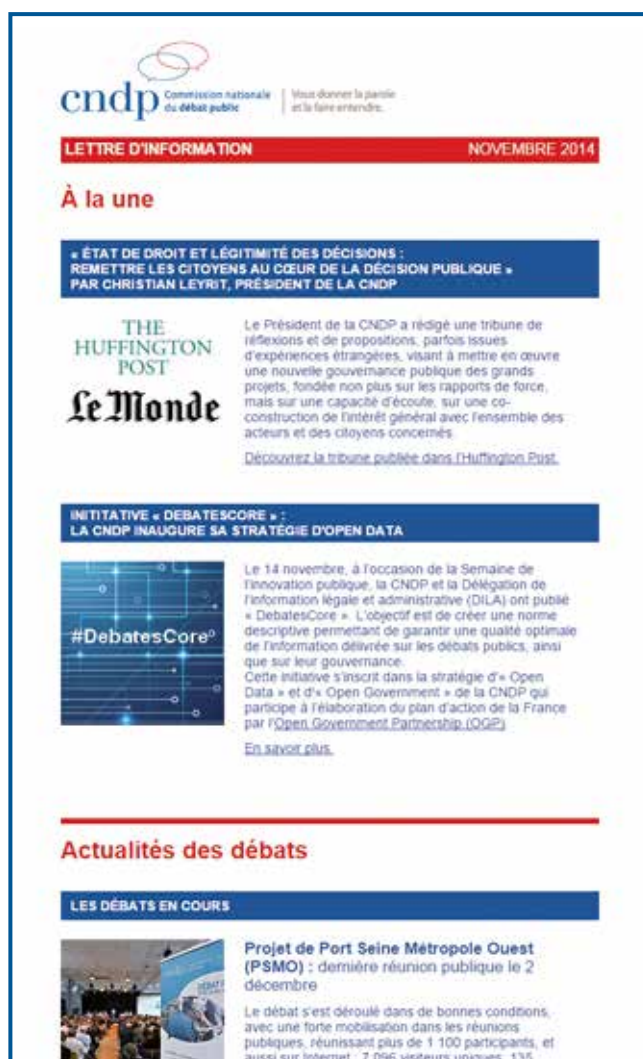 cndp Commission nationale du débat public
Vous donner la parole et la faire entendre.
LETTRE D'INFORMATION NOVEMBRE 2014
À la une
« ÉTAT DE DROIT ET LÉGITIMITÉ DES DÉCISIONS :
REMETTRE LES CITOYENS AU CŒUR DE LA DÉCISION PUBLIQUE »
PAR CHRISTIAN LEYRIT, PRÉSIDENT DE LA CNDP
THE
HUFFINGTON
POST
Le Monde
Le Président de la CNDP a rédigé une tribune de
réflexions et de propositions, parfois issues
d'expériences étrangères, visant à mettre en œuvre
une nouvelle gouvernance publique des grands
projets, fondée non plus sur les rapports de force,
mais sur une capacité d'écoute, sur une co-
construction de l'intérêt général avec l'ensemble des
acteurs et des citoyens concernés.
Découvrez la tribune publiée dans l'Huffington Post.
INITITATIVE « DEBATESCORE » :
LA CNDP INAUGURE SA STRATÉGIE D'OPEN DATA
#DebatesCore
Le 14 novembre, à l'occasion de la Semaine de
l'innovation publique, la CNDP et la Délégation de
l'information légale et administrative (DILA) ont publié
« DebatesCore ». L'objectif est de créer une norme
descriptive permettant de garantir une qualité optimale
de l'information délivrée sur les débats publics, ainsi
que sur leur gouvernance.
Cette initiative s'inscrit dans la stratégie d'« Open
Data » et d'« Open Government » de la CNDP qui
participe à l'élaboration du plan d'action de la France
par l'Open Government Partnership (OGP)
En savoir plus.
Actualités des débats
LES DÉBATS EN COURS
Projet de Port Seine Métropole Ouest
(PSMO) : dernière réunion publique le 2
décembre
Le débat s'est déroulé dans de bonnes conditions,
avec une forte mobilisation dans les réunions
publiques, réunissant plus de 1 100 participants, et
aussi sur Internet : 7 096 visiteurs uniques, 135